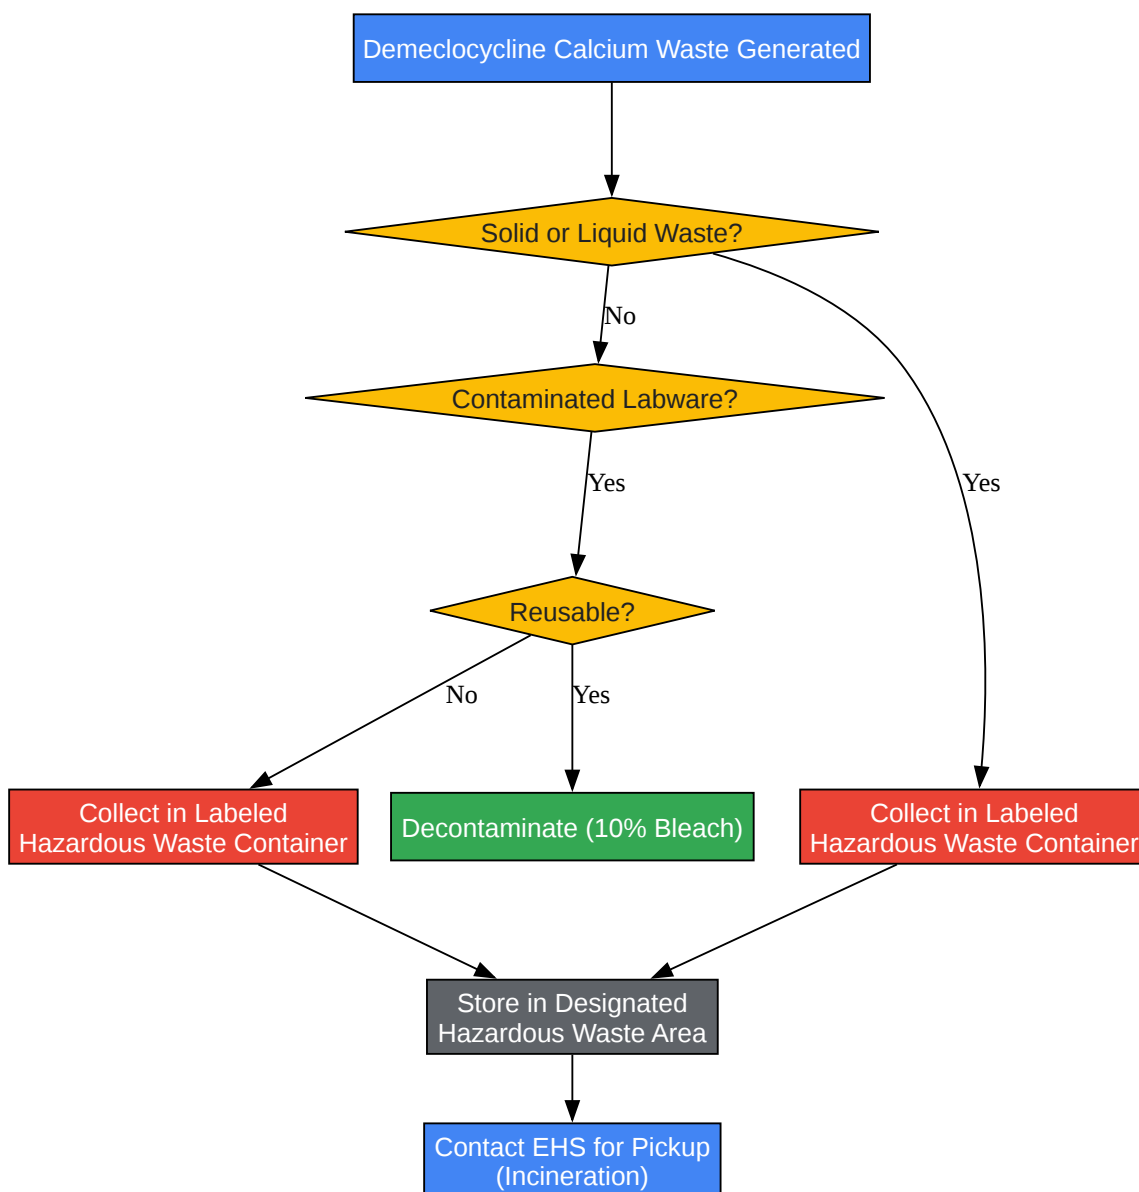 Demeclocycline Calcium Waste Generated
Solid or Liquid Waste?
No
Contaminated Labware?
Yes
Yes
Reusable?
No
Yes
Collect in Labeled
Hazardous Waste Container
Decontaminate (10% Bleach)
Collect in Labeled
Hazardous Waste Container
Store in Designated
Hazardous Waste Area
Contact EHS for Pickup
(Incineration)